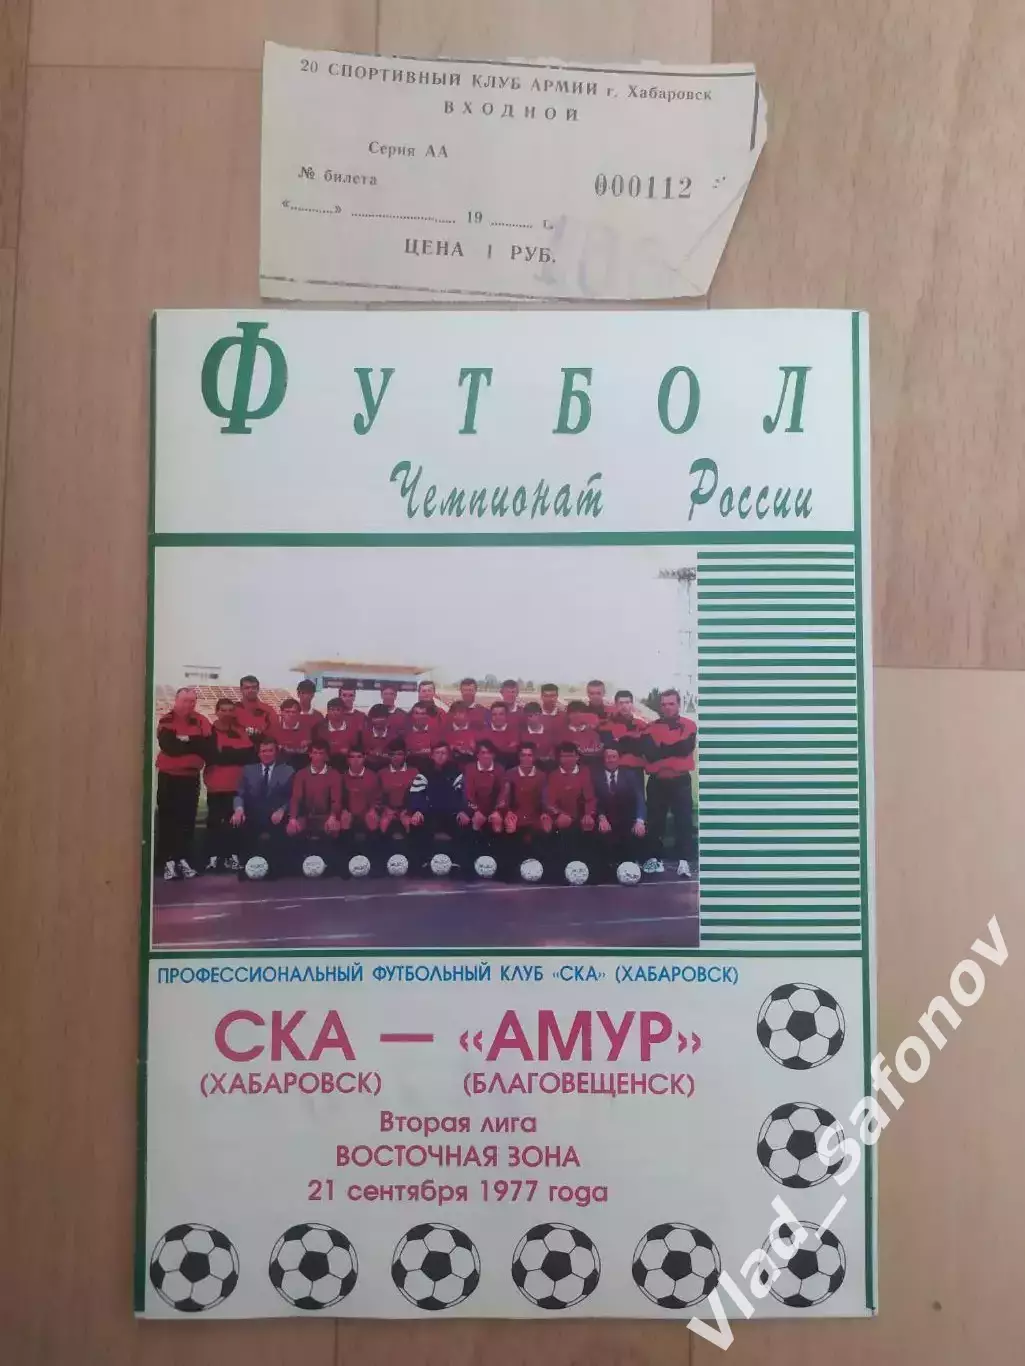 20 СПОРТИВНЫЙ КЛУБ АРМИИ г. Хабаровск
ВХОДНОЙ
Серия АА
№ билета 000112
«...........» ........................... 19 ........... г.
ЦЕНА 1 РУБ.
ФУТБОЛ
Чемпионат России
ПРОФЕССИОНАЛЬНЫЙ ФУТБОЛЬНЫЙ КЛУБ «СКА» (ХАБАРОВСК)
СКА — «АМУР»
(ХАБАРОВСК) (БЛАГОВЕЩЕНСК)
Вторая лига
ВОСТОЧНАЯ ЗОНА
21 сентября 1977 года
Vlad_Safonov